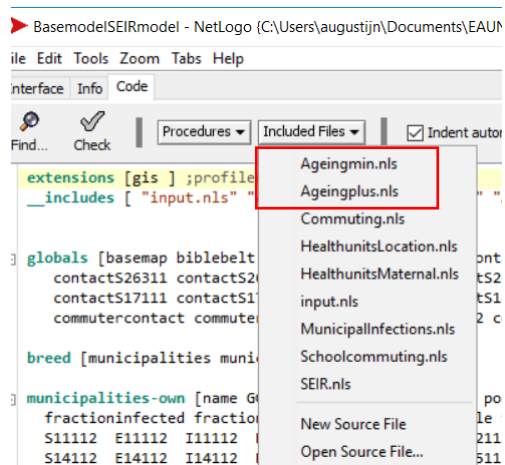 BasemodelSEIRmodel - NetLogo {C:\Users\augustijn\Documents\EAUN
ile Edit Tools Zoom Tabs Help
nterface Info Code
Find... Check Procedures Included Files Indent autor
extensions [gis ] ;profile
__includes [ "input.nls" "
Ageingmin.nls
Ageingplus.nls
Commuting.nls
HealthunitsLocation.nls
HealthunitsMaternal.nls
input.nls
MunicipalInfections.nls
Schoolcommuting.nls
SEIR.nls
New Source File
Open Source File...
globals [basemap biblebelt
contactS26311 contactS2
contactS17111 contactS1
commutercontact commute
breed [municipalities muni
municipalities-own [name G
fractioninfected fraction
S11112 E11112 I11112
S14112 E14112 I14112